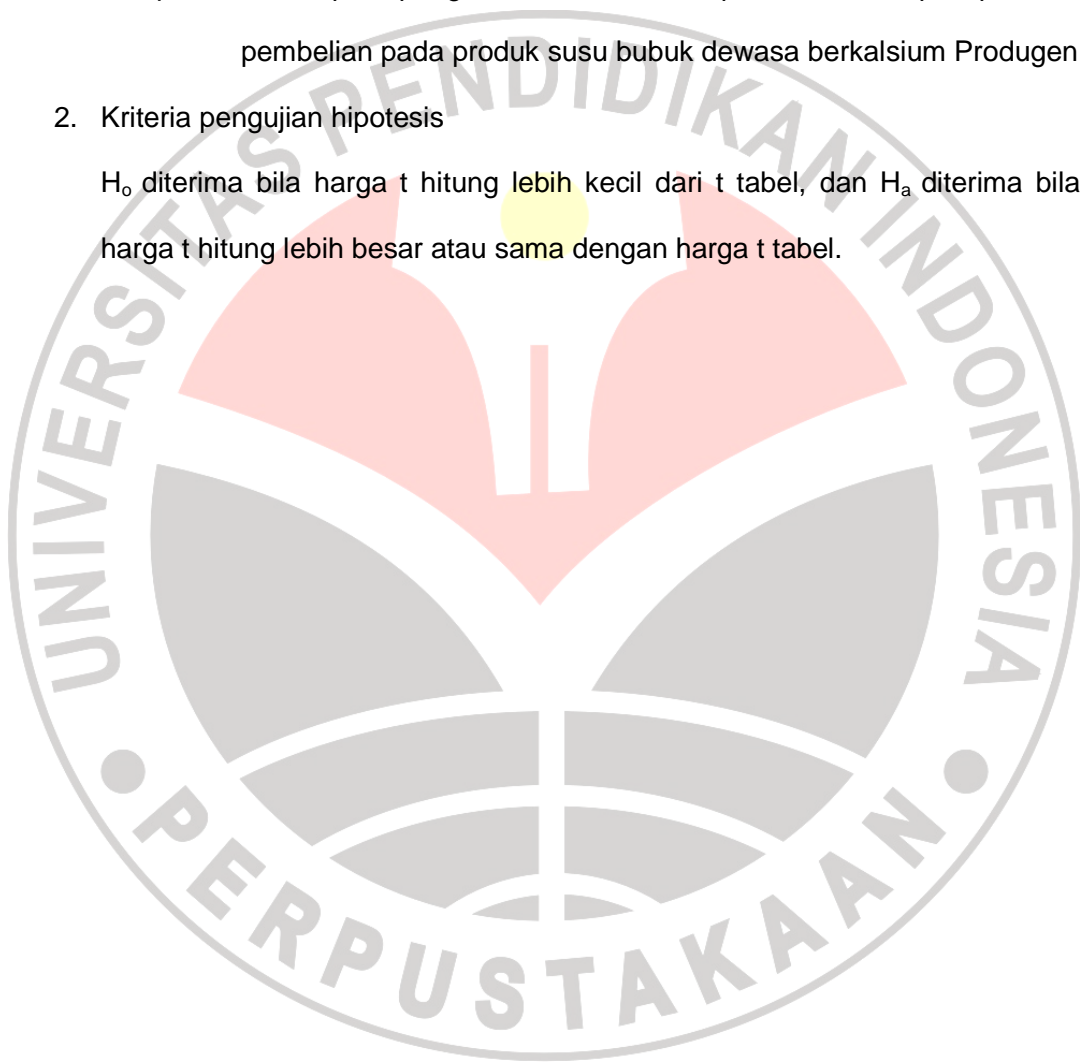 pembelian pada produk susu bubuk dewasa berkalsium Produgen
2. Kriteria pengujian hipotesis
Ho diterima bila harga t hitung lebih kecil dari t tabel, dan Ha diterima bila
harga t hitung lebih besar atau sama dengan harga t tabel.
UNIVERSITAS PENDIDIKAN INDONESIA
PERPUSTAKAAN